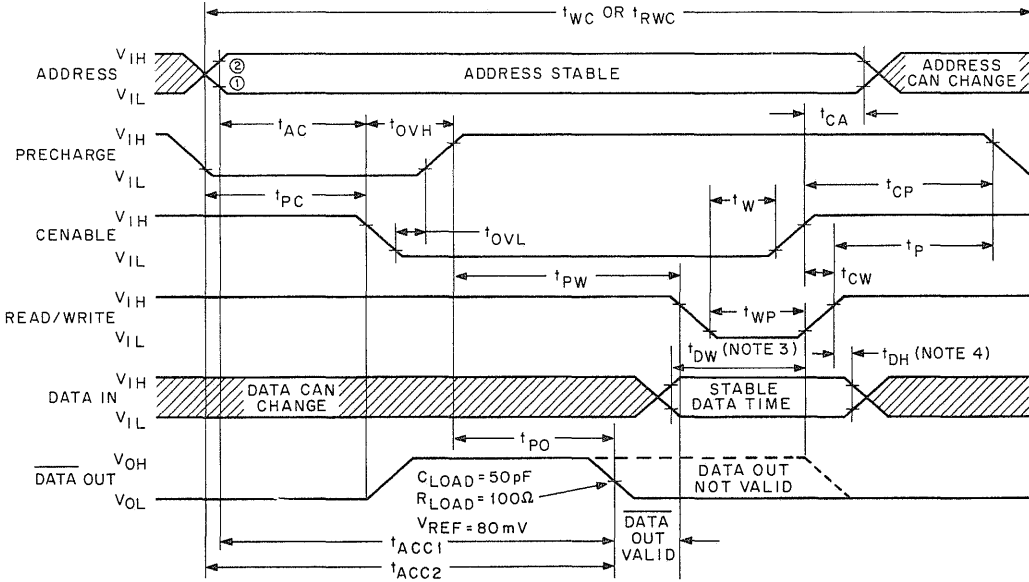 tWC OR tRWC
ADDRESS
VIH
VIL
②
①
ADDRESS STABLE
ADDRESS
CAN CHANGE
tAC
tOVH
tCA
PRECHARGE
VIH
VIL
tPC
tW
tCP
CENABLE
VIH
VIL
tOVL
tP
tPW
tCW
READ/WRITE
VIH
VIL
tWP
tDW (NOTE 3)
tDH (NOTE 4)
DATA IN
VIH
VIL
DATA CAN
CHANGE
STABLE
DATA TIME
tPO
DATA OUT
VOH
VOL
CLOAD = 50pF
RLOAD = 100Ω
VREF = 80mV
DATA OUT
NOT VALID
DATA
OUT
VALID
tACC1
tACC2